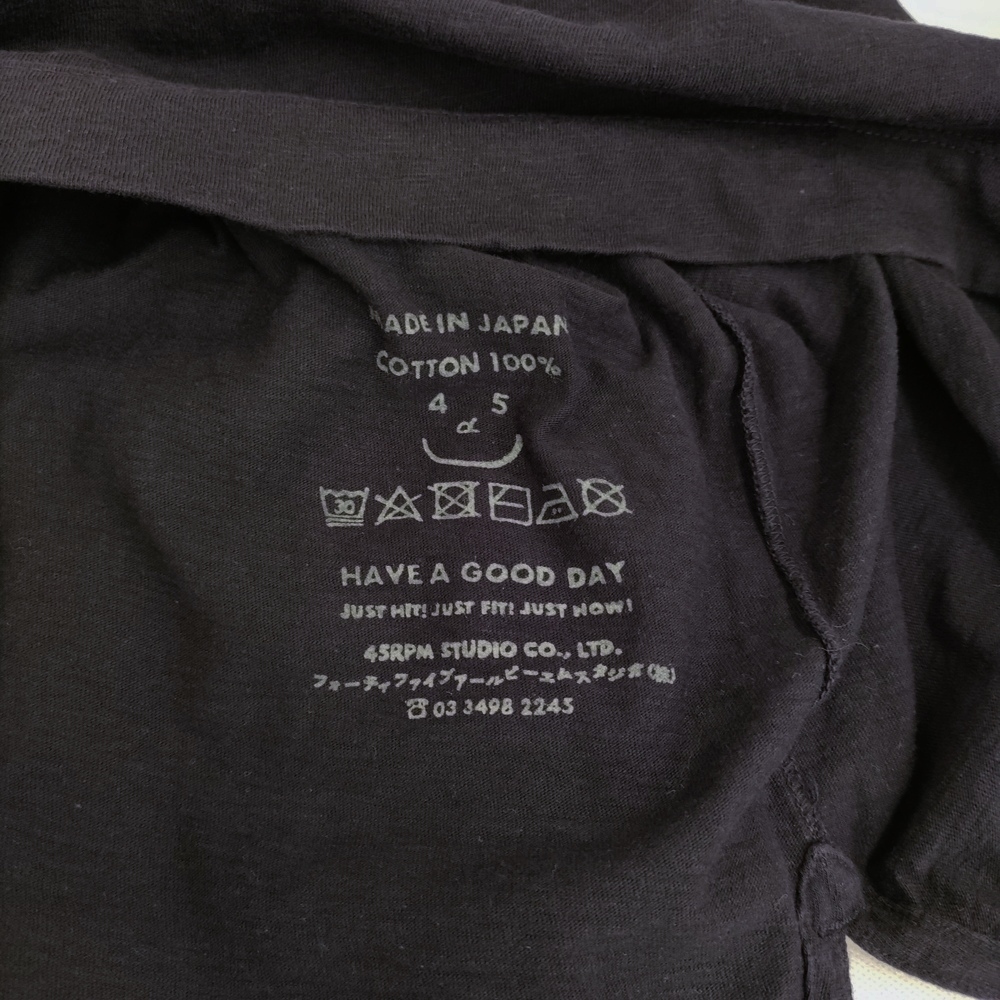 MADE IN JAPAN
COTTON 100%
4 5
R
30
HAVE A GOOD DAY
JUST HIT! JUST FIT! JUST NOW!
45RPM STUDIO CO., LTD.
フォーティファイブアールピーエムスタジオ(株)
☎ 03 3498 2245